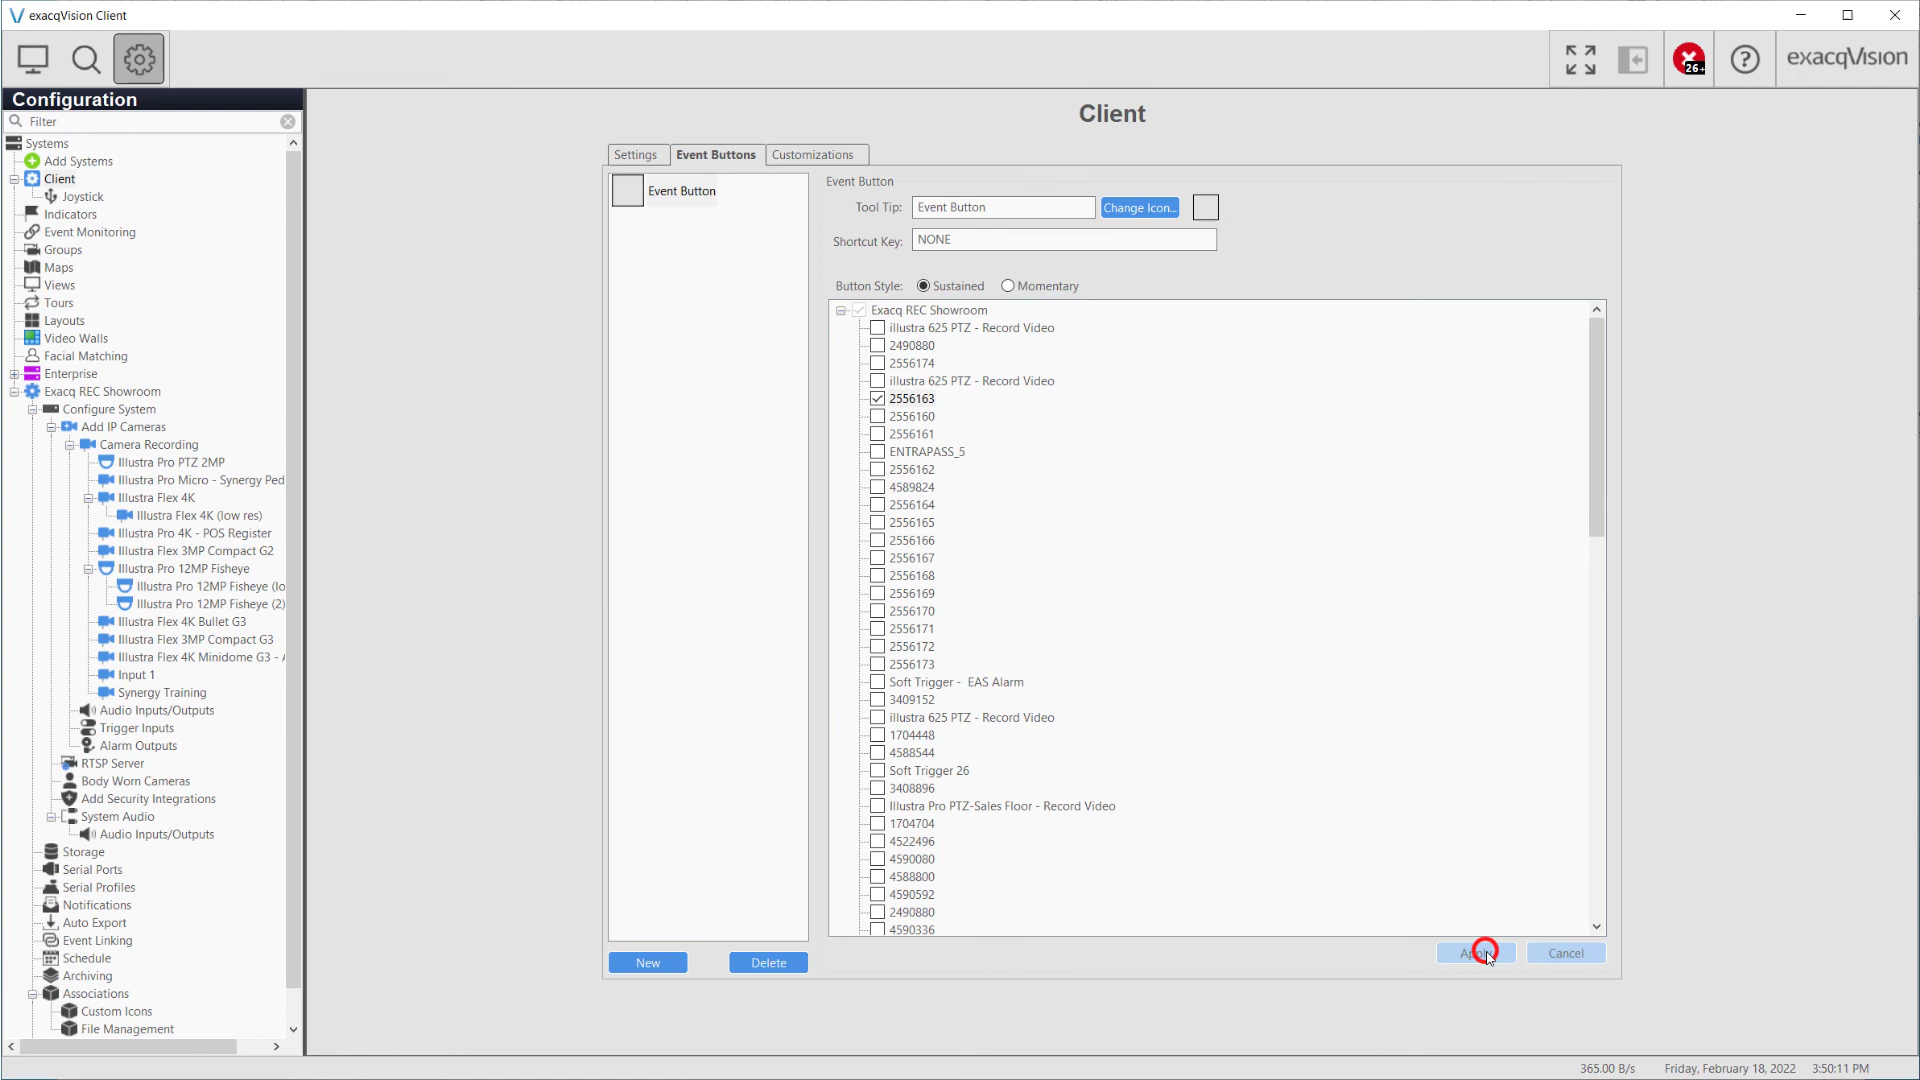 exacqVision Client
26+
exacqVision
Configuration
Filter
Systems
Add Systems
Client
Joystick
Indicators
Event Monitoring
Groups
Maps
Views
Tours
Layouts
Video Walls
Facial Matching
Enterprise
Exacq REC Showroom
Configure System
Add IP Cameras
Camera Recording
Illustra Pro PTZ 2MP
Illustra Pro Micro - Synergy Ped
Illustra Flex 4K
Illustra Flex 4K (low res)
Illustra Pro 4K - POS Register
Illustra Flex 3MP Compact G2
Illustra Pro 12MP Fisheye
Illustra Pro 12MP Fisheye (lo
Illustra Pro 12MP Fisheye (2)
Illustra Flex 4K Bullet G3
Illustra Flex 3MP Compact G3
Illustra Flex 4K Minidome G3 -
Input 1
Synergy Training
Audio Inputs/Outputs
Trigger Inputs
Alarm Outputs
RTSP Server
Body Worn Cameras
Add Security Integrations
System Audio
Audio Inputs/Outputs
Storage
Serial Ports
Serial Profiles
Notifications
Auto Export
Event Linking
Schedule
Archiving
Associations
Custom Icons
File Management
Client
Settings
Event Buttons
Customizations
Event Button
Event Button
Tool Tip: Event Button Change Icon...
Shortcut Key: NONE
Button Style: Sustained Momentary
Exacq REC Showroom
illustra 625 PTZ - Record Video
2490880
2556174
illustra 625 PTZ - Record Video
2556163
2556160
2556161
ENTRAPASS_5
2556162
4589824
2556164
2556165
2556166
2556167
2556168
2556169
2556170
2556171
2556172
2556173
Soft Trigger - EAS Alarm
3409152
illustra 625 PTZ - Record Video
1704448
4588544
Soft Trigger 26
3408896
Illustra Pro PTZ-Sales Floor - Record Video
1704704
4522496
4590080
4588800
4590592
2490880
4590336
New
Delete
Cancel
365.00 B/s
Friday, February 18, 2022
3:50:11 PM